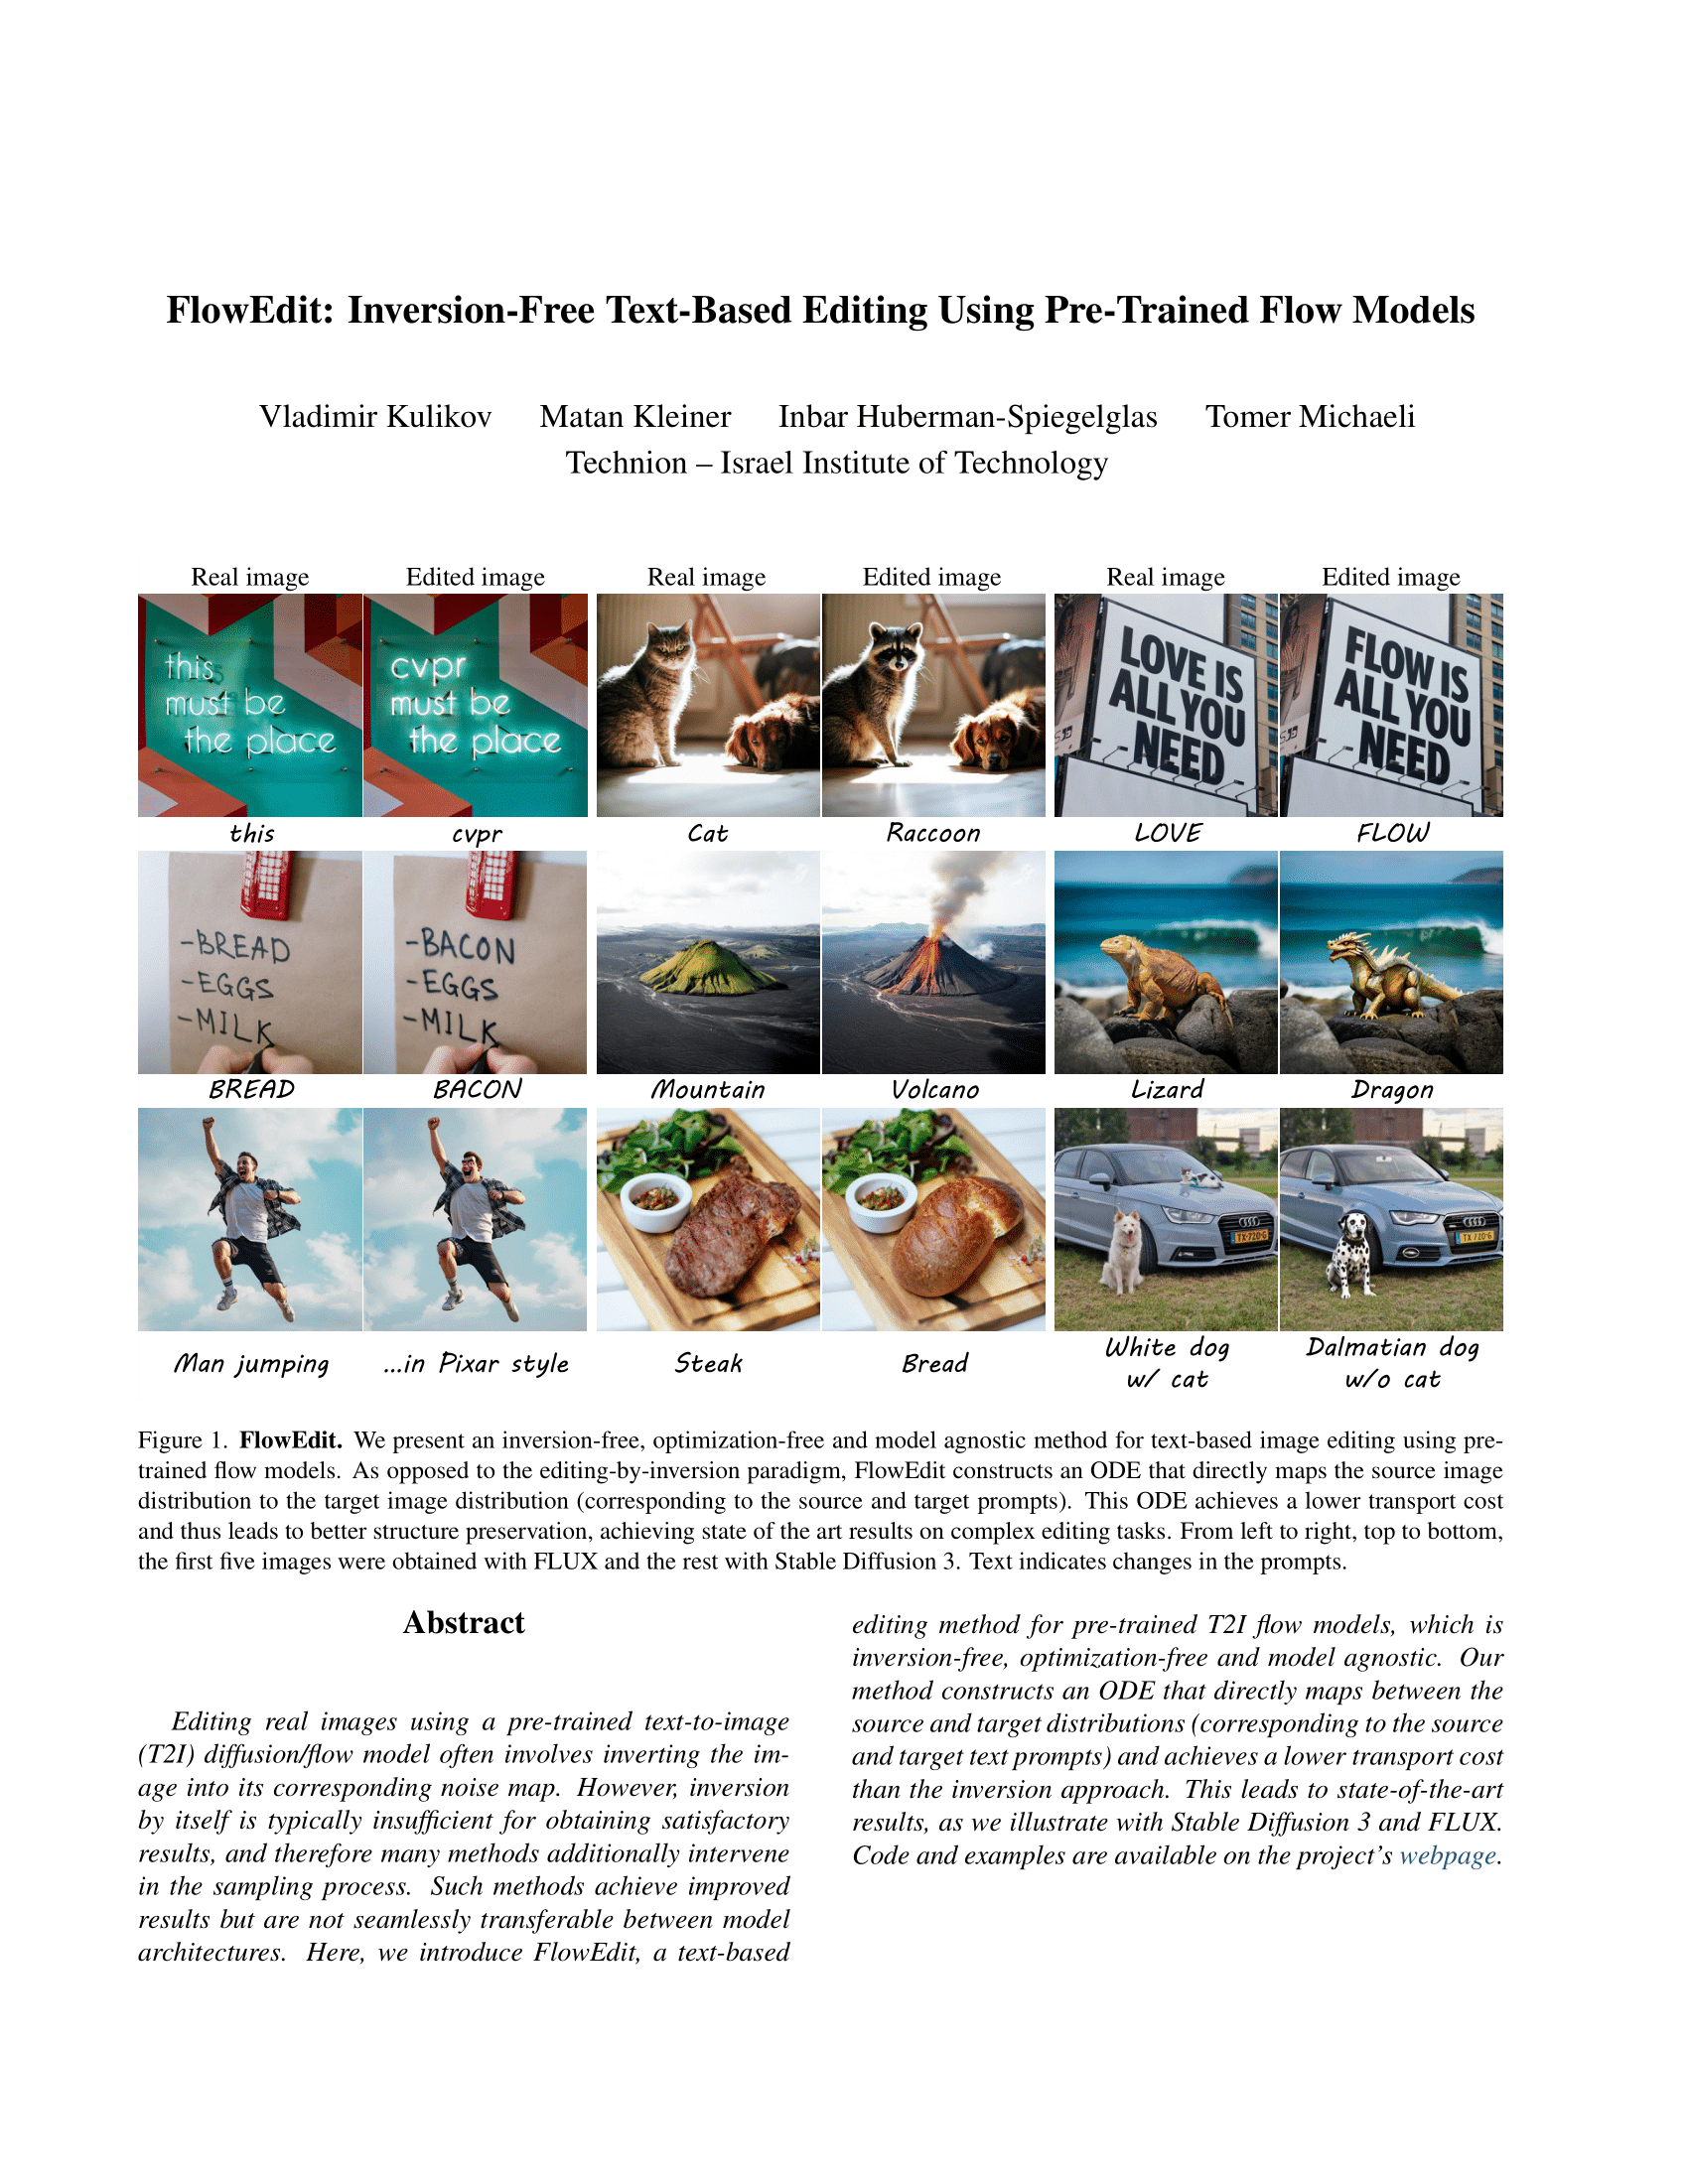 FlowEdit: Inversion-Free Text-Based Editing Using Pre-Trained Flow Models
Vladimir Kulikov Matan Kleiner Inbar Huberman-Spiegelglas Tomer Michaeli
Technion – Israel Institute of Technology
Real image Edited image Real image Edited image Real image Edited image
this
must be
the place
cvpr
must be
the place
LOVE IS
ALL YOU
NEED
FLOW IS
ALL YOU
NEED
this cvpr Cat Raccoon LOVE FLOW
-BREAD
-EGGS
-MILK
-BACON
-EGGS
-MILK
BREAD BACON Mountain Volcano Lizard Dragon
TX-720-G
TX 720-G
Man jumping ...in Pixar style Steak Bread White dog w/ cat Dalmatian dog w/o cat
Figure 1. FlowEdit. We present an inversion-free, optimization-free and model agnostic method for text-based image editing using pre-
trained flow models. As opposed to the editing-by-inversion paradigm, FlowEdit constructs an ODE that directly maps the source image
distribution to the target image distribution (corresponding to the source and target prompts). This ODE achieves a lower transport cost
and thus leads to better structure preservation, achieving state of the art results on complex editing tasks. From left to right, top to bottom,
the first five images were obtained with FLUX and the rest with Stable Diffusion 3. Text indicates changes in the prompts.
Abstract
Editing real images using a pre-trained text-to-image
(T2I) diffusion/flow model often involves inverting the im-
age into its corresponding noise map. However, inversion
by itself is typically insufficient for obtaining satisfactory
results, and therefore many methods additionally intervene
in the sampling process. Such methods achieve improved
results but are not seamlessly transferable between model
architectures. Here, we introduce FlowEdit, a text-based
editing method for pre-trained T2I flow models, which is
inversion-free, optimization-free and model agnostic. Our
method constructs an ODE that directly maps between the
source and target distributions (corresponding to the source
and target text prompts) and achieves a lower transport cost
than the inversion approach. This leads to state-of-the-art
results, as we illustrate with Stable Diffusion 3 and FLUX.
Code and examples are available on the project's webpage.